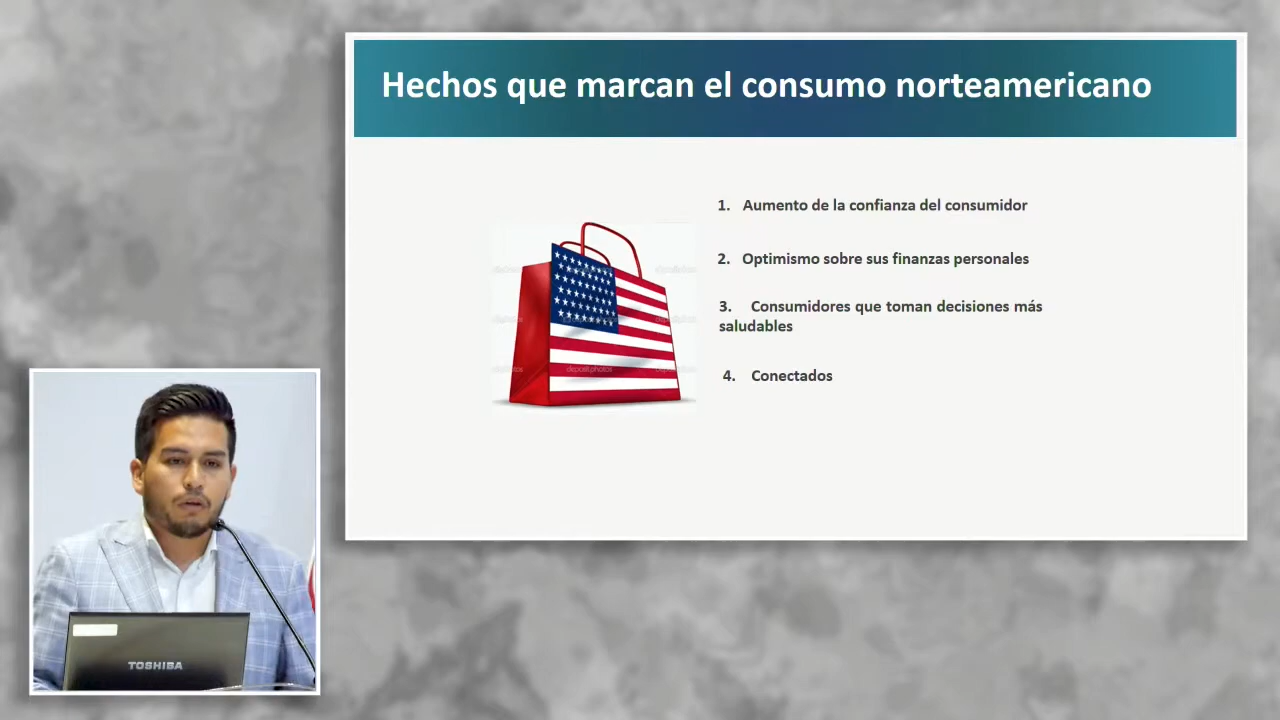 Hechos que marcan el consumo norteamericano
1. Aumento de la confianza del consumidor
2. Optimismo sobre sus finanzas personales
3. Consumidores que toman decisiones más
saludables
4. Conectados
depositphotos
TOSHIBA